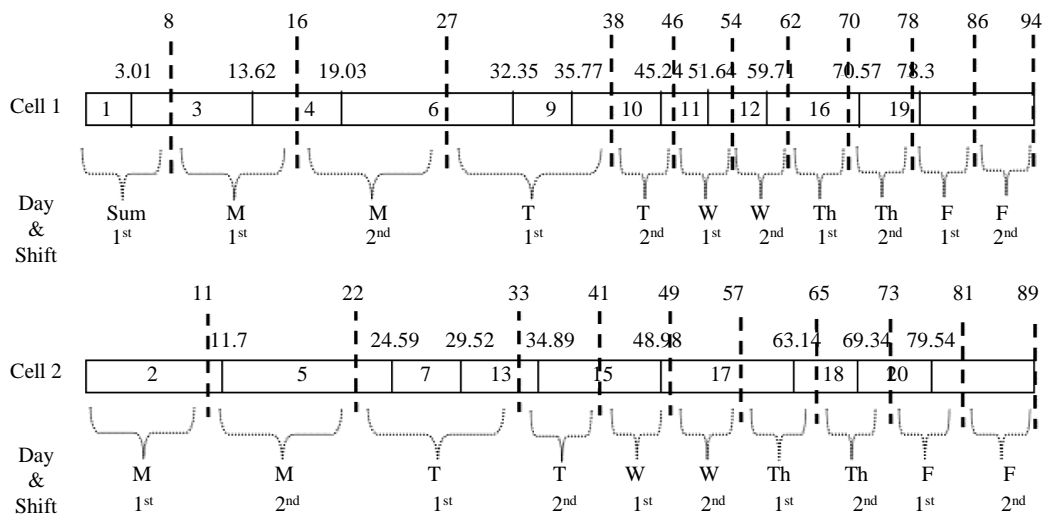 8 16 27 38 46 54 62 70 78 86 94
3.01 13.62 19.03 32.35 35.77 45.24 51.64 59.71 70.57 78.3
Cell 1 1 3 4 6 9 10 11 12 16 19
Day & Shift
Sum 1st M 1st M 2nd T 1st T 2nd W 1st W 2nd Th 1st Th 2nd F 1st F 2nd
11 22 33 41 49 57 65 73 81 89
11.7 24.59 29.52 34.89 48.98 63.14 69.34 79.54
Cell 2 2 5 7 13 15 17 18 20
Day & Shift
M 1st M 2nd T 1st T 2nd W 1st W 2nd Th 1st Th 2nd F 1st F 2nd